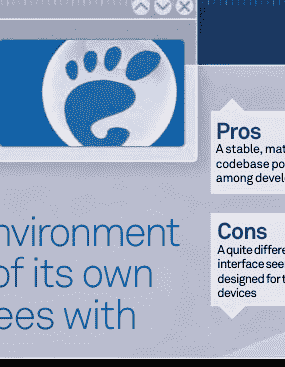 nvironment
of its own
ees with
Pros
A stable, mat
codebase po
among devel
Cons
A quite differe
interface see
designed for t
devices